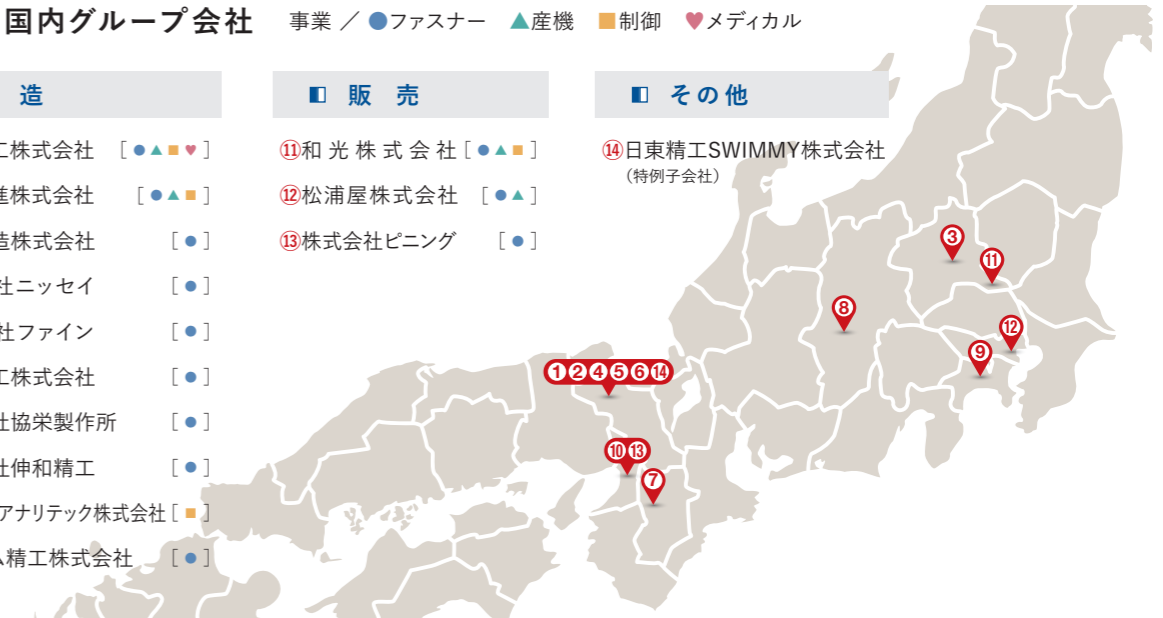 国内グループ会社 事業 ／ ●ファスナー ▲産機 ■制御 ♥メディカル
造
工株式会社 [●▲■♥]
進株式会社 [●▲■]
造株式会社 [●]
社ニッセイ [●]
社ファイン [●]
工株式会社 [●]
社協栄製作所 [●]
社伸和精工 [●]
アナリテック株式会社[■]
精工株式会社 [●]
販売
⑪和光株式会社[●▲■]
⑫松浦屋株式会社 [●▲]
⑬株式会社ピニング [●]
その他
⑭日東精工SWIMMY株式会社
（特例子会社）
③
⑪
⑧
⑫
⑨
①②④⑤⑥⑭
⑩⑬
⑦